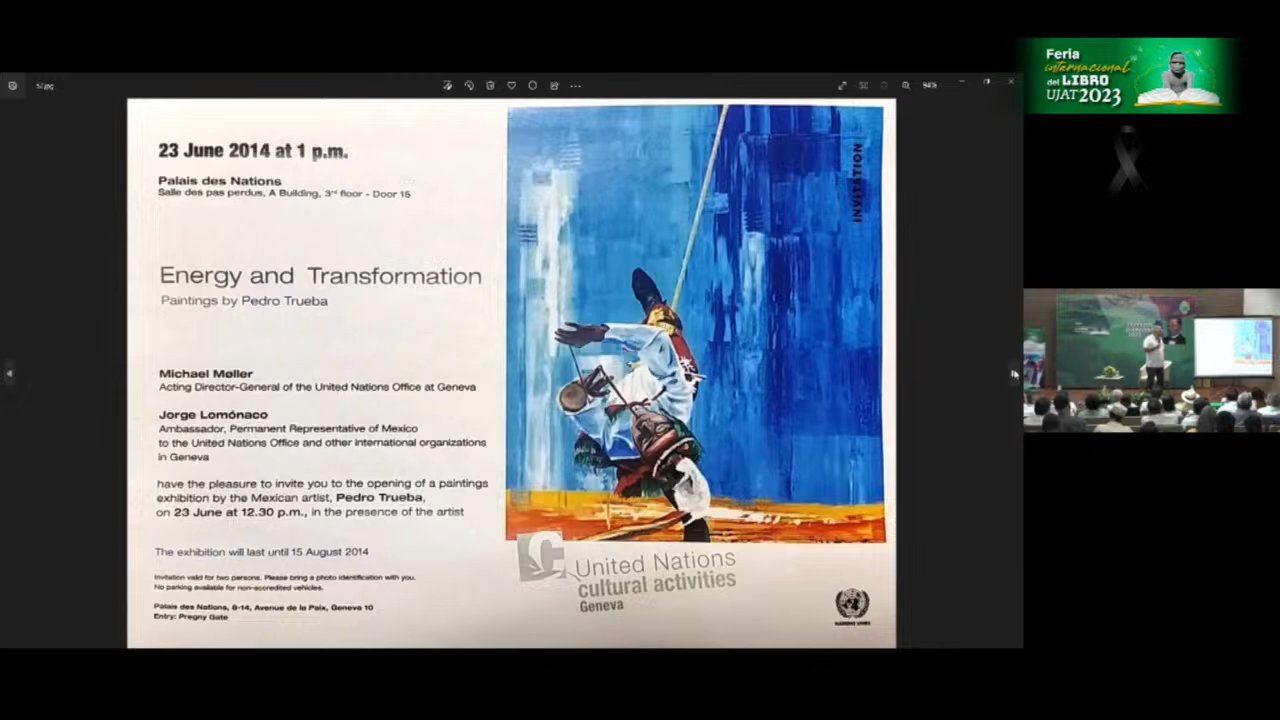 94%
23 June 2014 at 1 p.m.
Palais des Nations
Salle des pas perdus, A Building, 3rd floor - Door 15
Energy and Transformation
Paintings by Pedro Trueba
Michael Møller
Acting Director-General of the United Nations Office at Geneva
Jorge Lomónaco
Ambassador, Permanent Representative of Mexico
to the United Nations Office and other international organizations
in Geneva
have the pleasure to invite you to the opening of a paintings
exhibition by the Mexican artist, Pedro Trueba,
on 23 June at 12.30 p.m., in the presence of the artist
The exhibition will last until 15 August 2014
Invitation valid for two persons. Please bring a photo identification with you.
No parking available for non-accredited vehicles.
Palais des Nations, 8-14, Avenue de la Paix, Geneva 10
Entry: Pregny Gate
INVITATION
United Nations
cultural activities
Geneva
NATIONS UNIES
Feria
internacional
del LIBRO
UJAT 2023